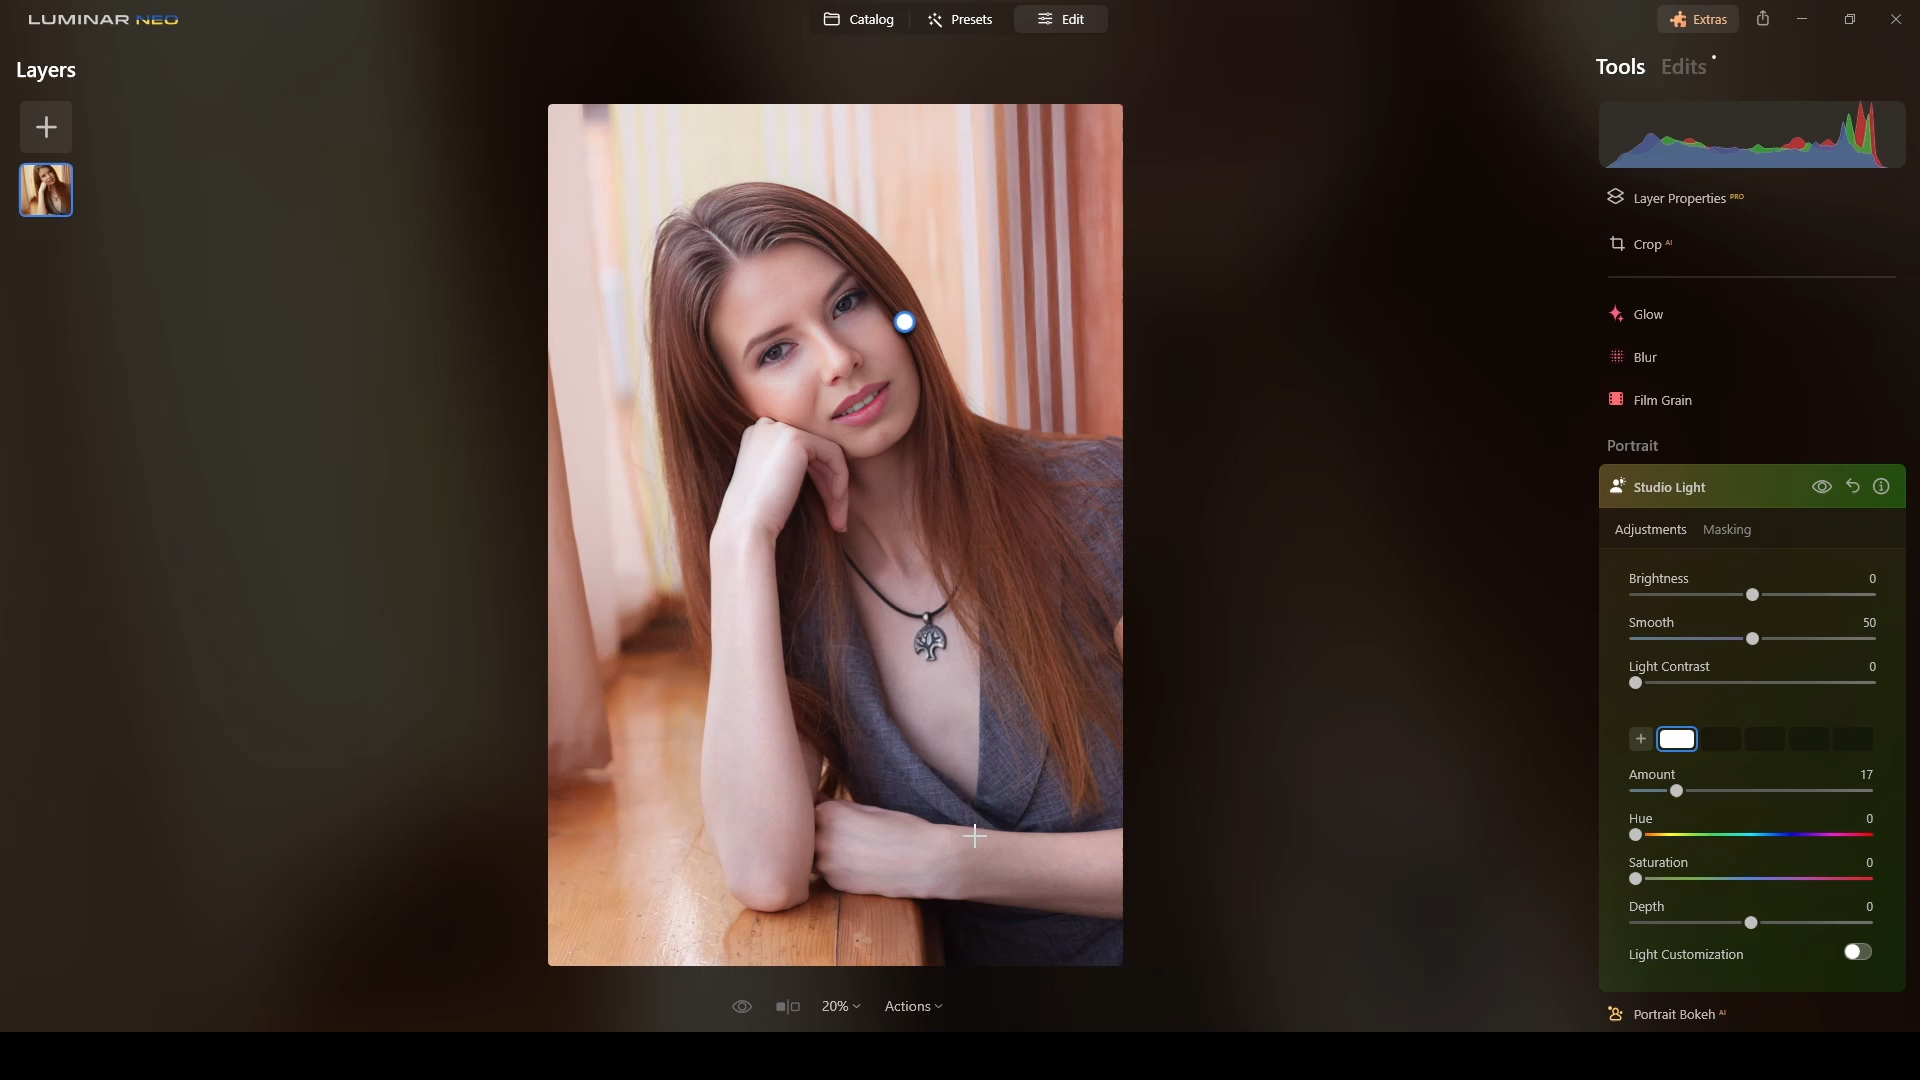 LUMINAR NEO
Catalog
Presets
Edit
Extras
Layers
Tools Edits
Layer Properties PRO
Crop AI
Glow
Blur
Film Grain
Portrait
Studio Light
Adjustments Masking
Brightness 0
Smooth 50
Light Contrast 0
Amount 17
Hue 0
Saturation 0
Depth 0
Light Customization
Portrait Bokeh AI
20%
Actions